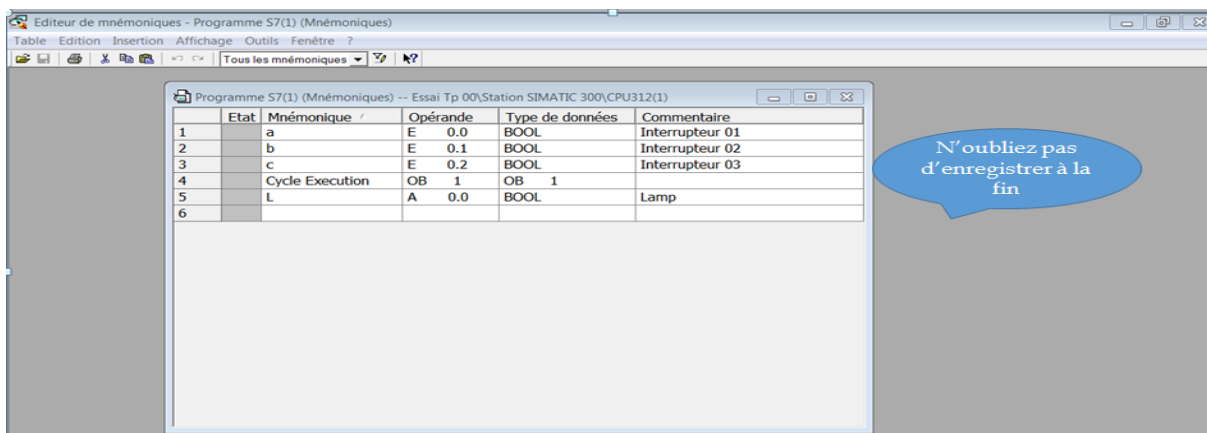 Editeur de mnémoniques - Programme S7(1) (Mnémoniques)
Table Edition Insertion Affichage Outils Fenêtre ?
Tous les mnémoniques
Programme S7(1) (Mnémoniques) -- Essai Tp 00\Station SIMATIC 300\CPU312(1)
Etat Mnémonique Opérande Type de données Commentaire
1 a E 0.0 BOOL Interrupteur 01
2 b E 0.1 BOOL Interrupteur 02
3 c E 0.2 BOOL Interrupteur 03
4 Cycle Execution OB 1 OB 1
5 L A 0.0 BOOL Lamp
6
N'oubliez pas
d'enregistrer à la
fin